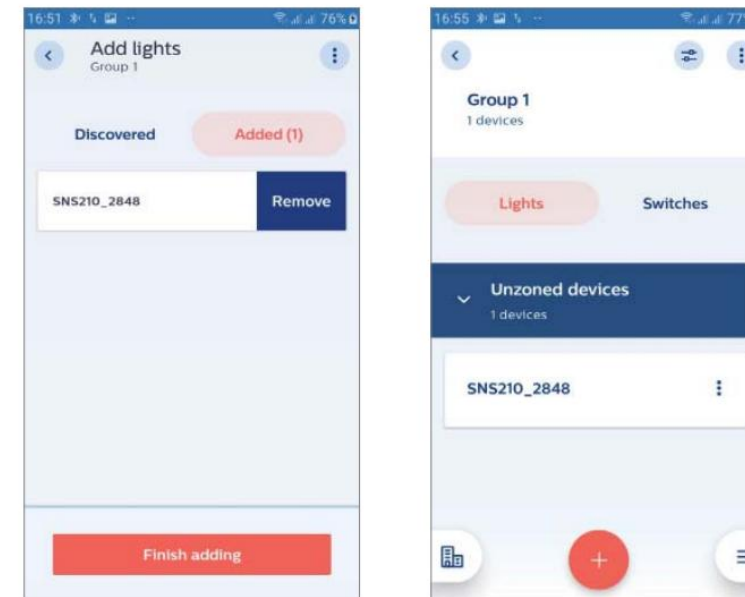 16:51
76%
Add lights
Group 1
Discovered
Added (1)
SNS210_2848
Remove
Finish adding
16:55
77
Group 1
1 devices
Lights
Switches
Unzoned devices
1 devices
SNS210_2848